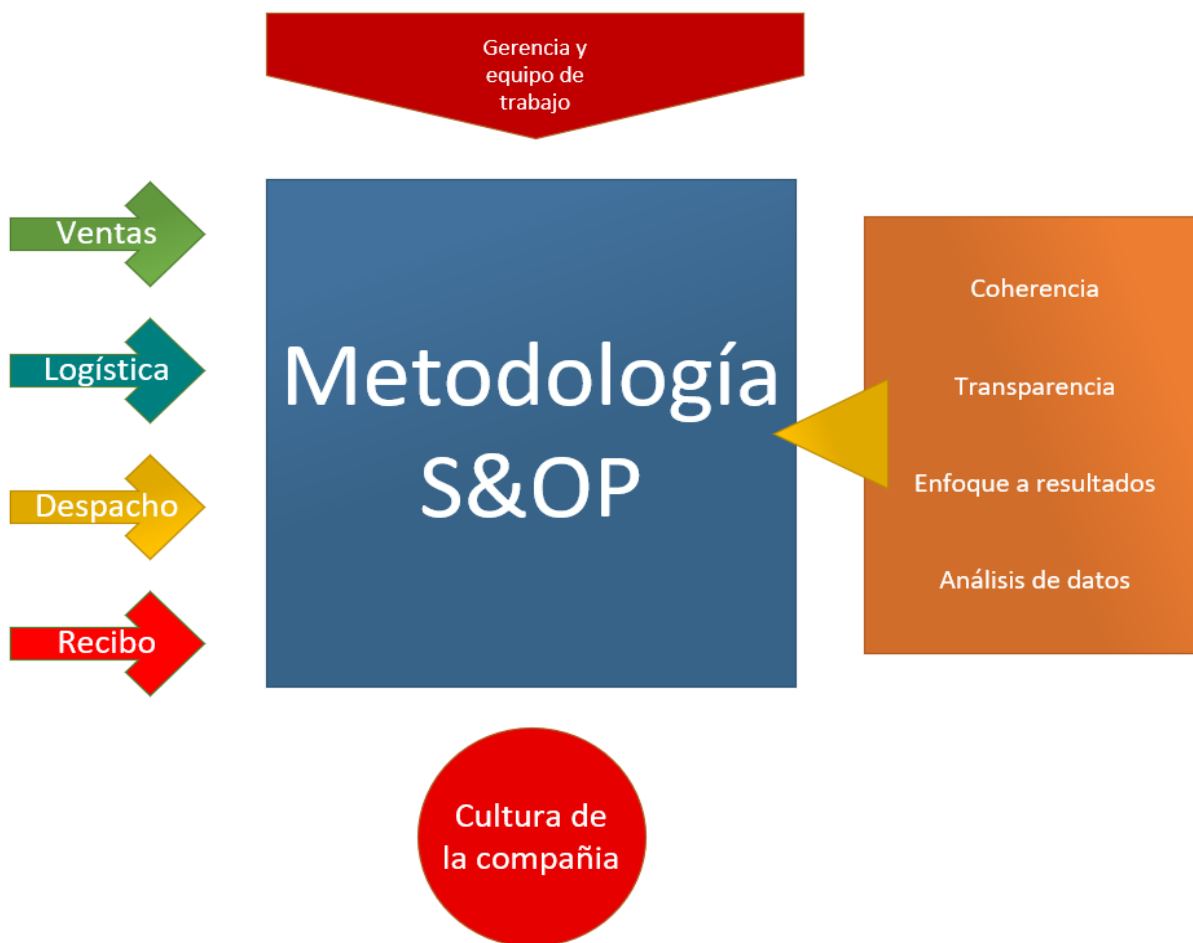 Gerencia y
equipo de
trabajo
Ventas
Logística
Despacho
Recibo
Metodología
S&OP
Coherencia
Transparencia
Enfoque a resultados
Análisis de datos
Cultura de
la compañia